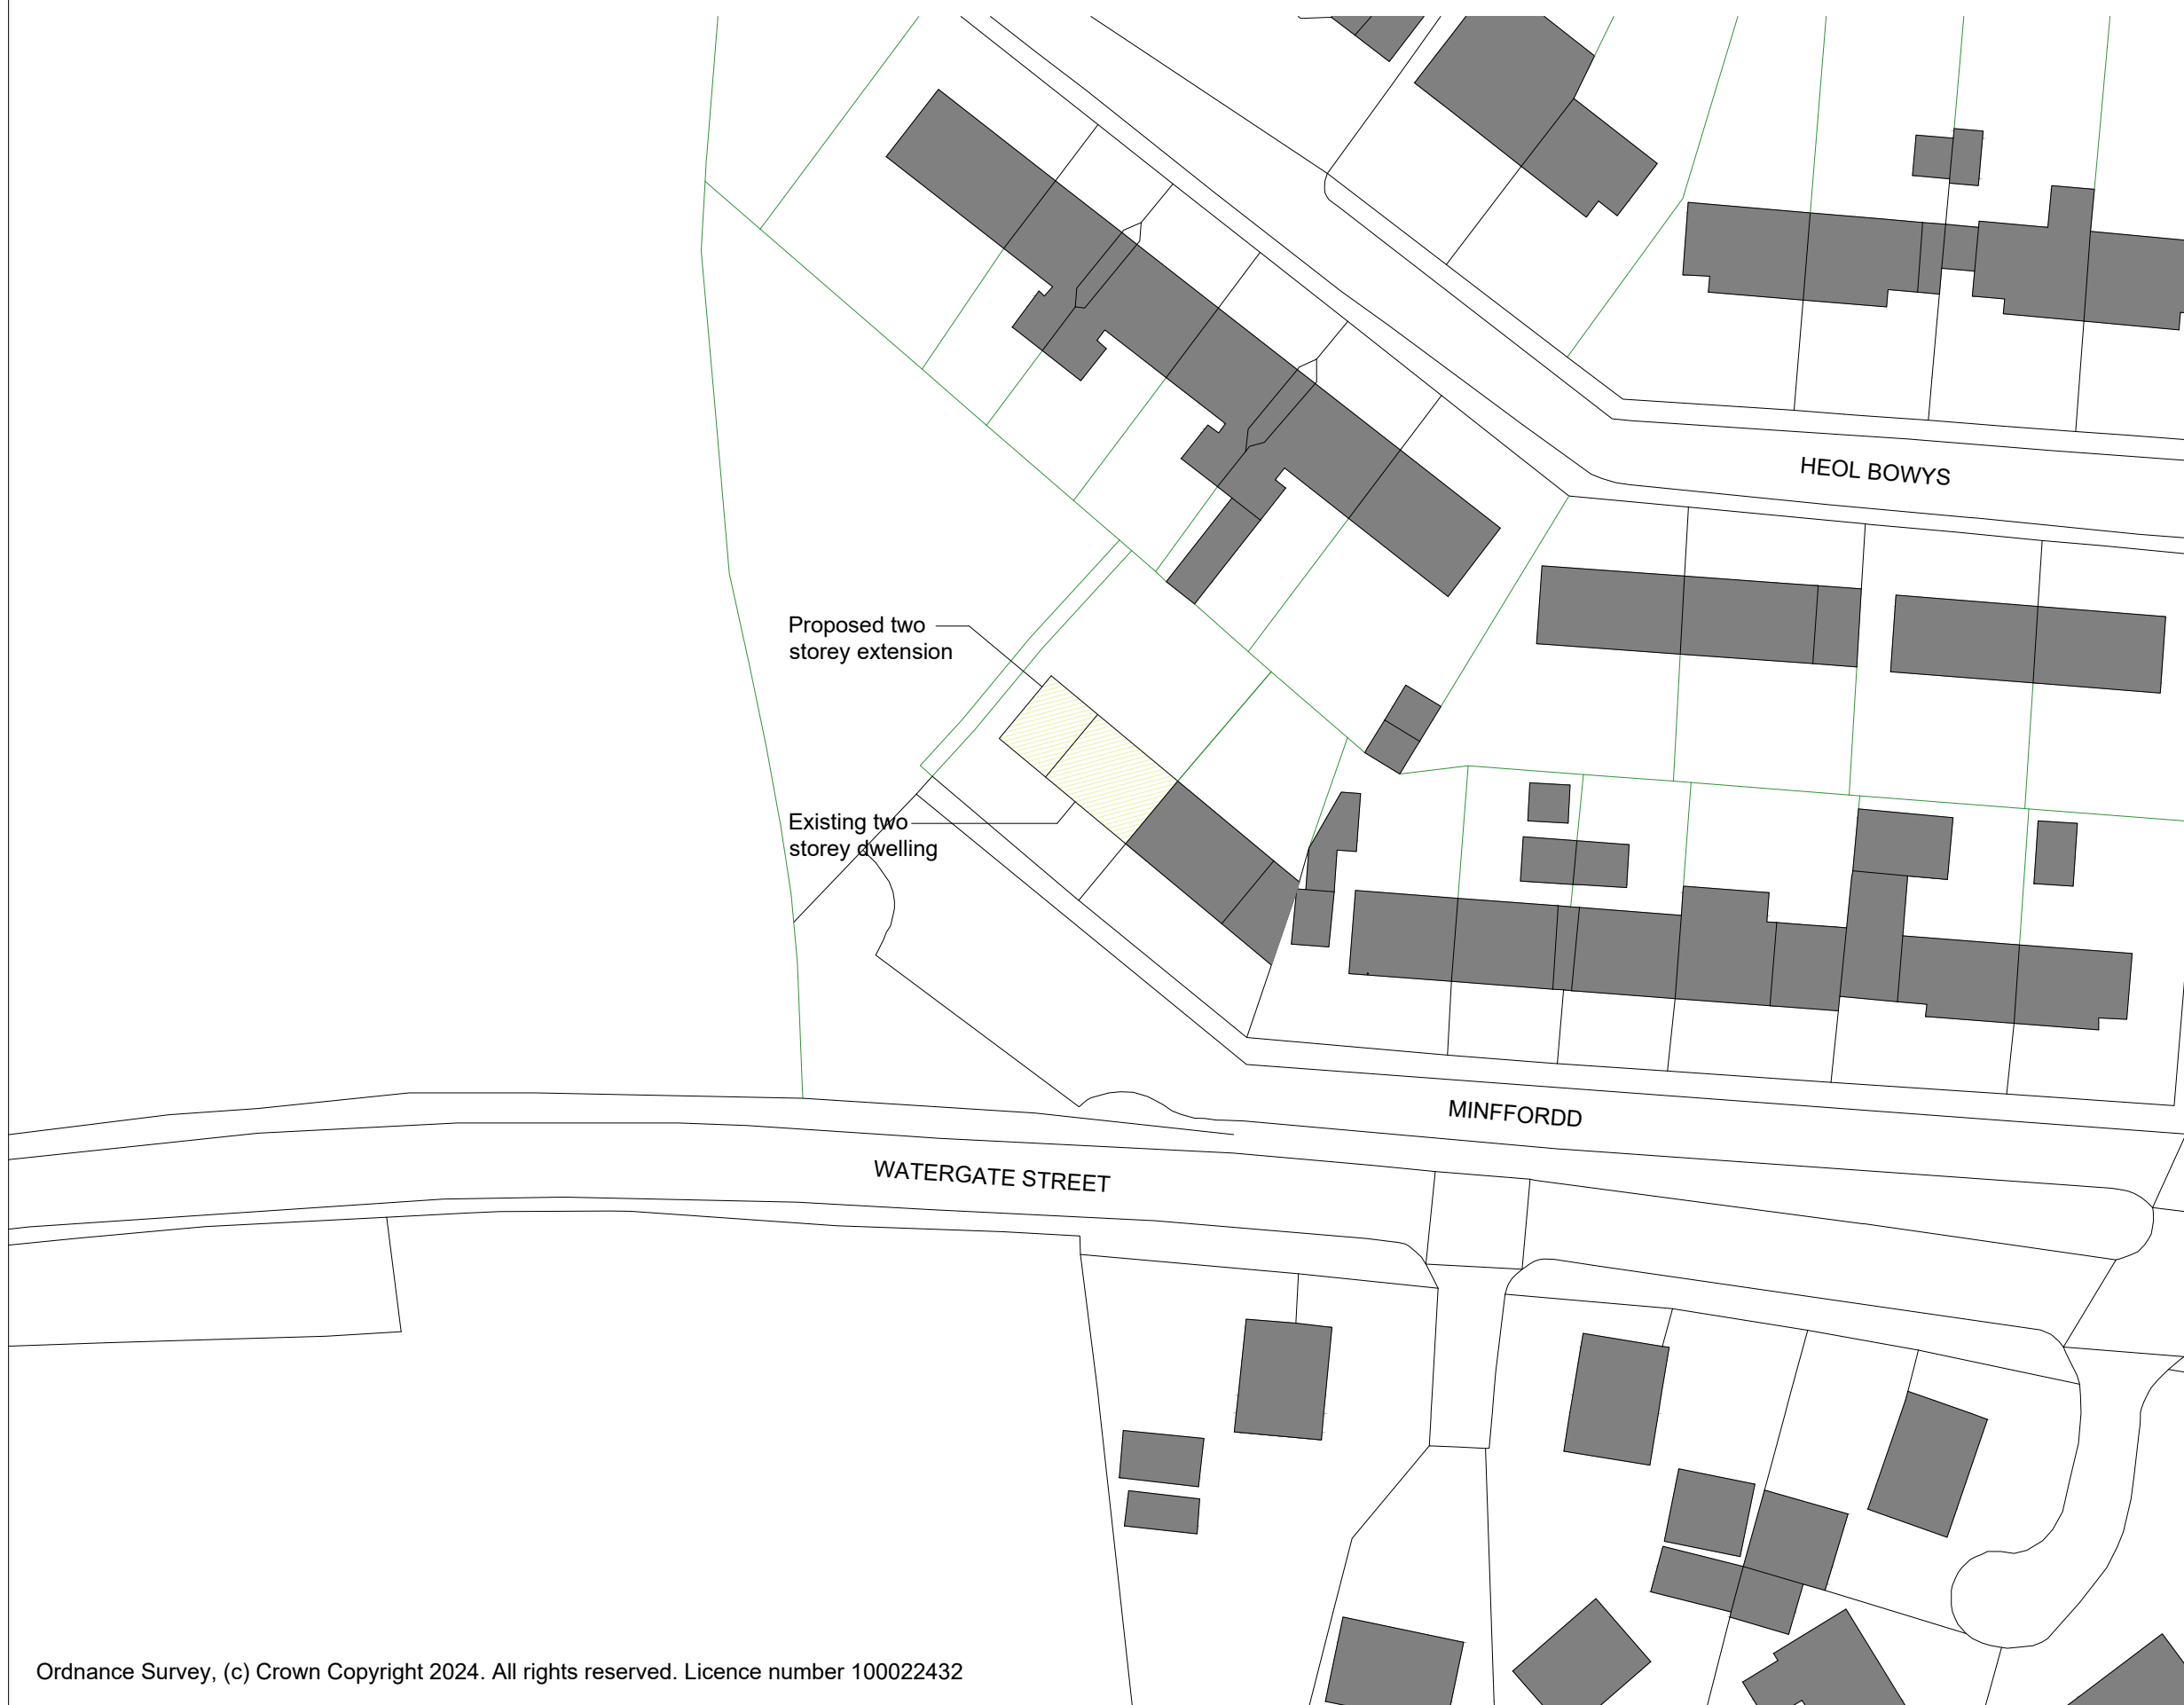 HEOL BOWYS
Proposed two
storey extension
Existing two
storey dwelling
MINFFORDD
WATERGATE STREET
Ordnance Survey, (c) Crown Copyright 2024. All rights reserved. Licence number 100022432